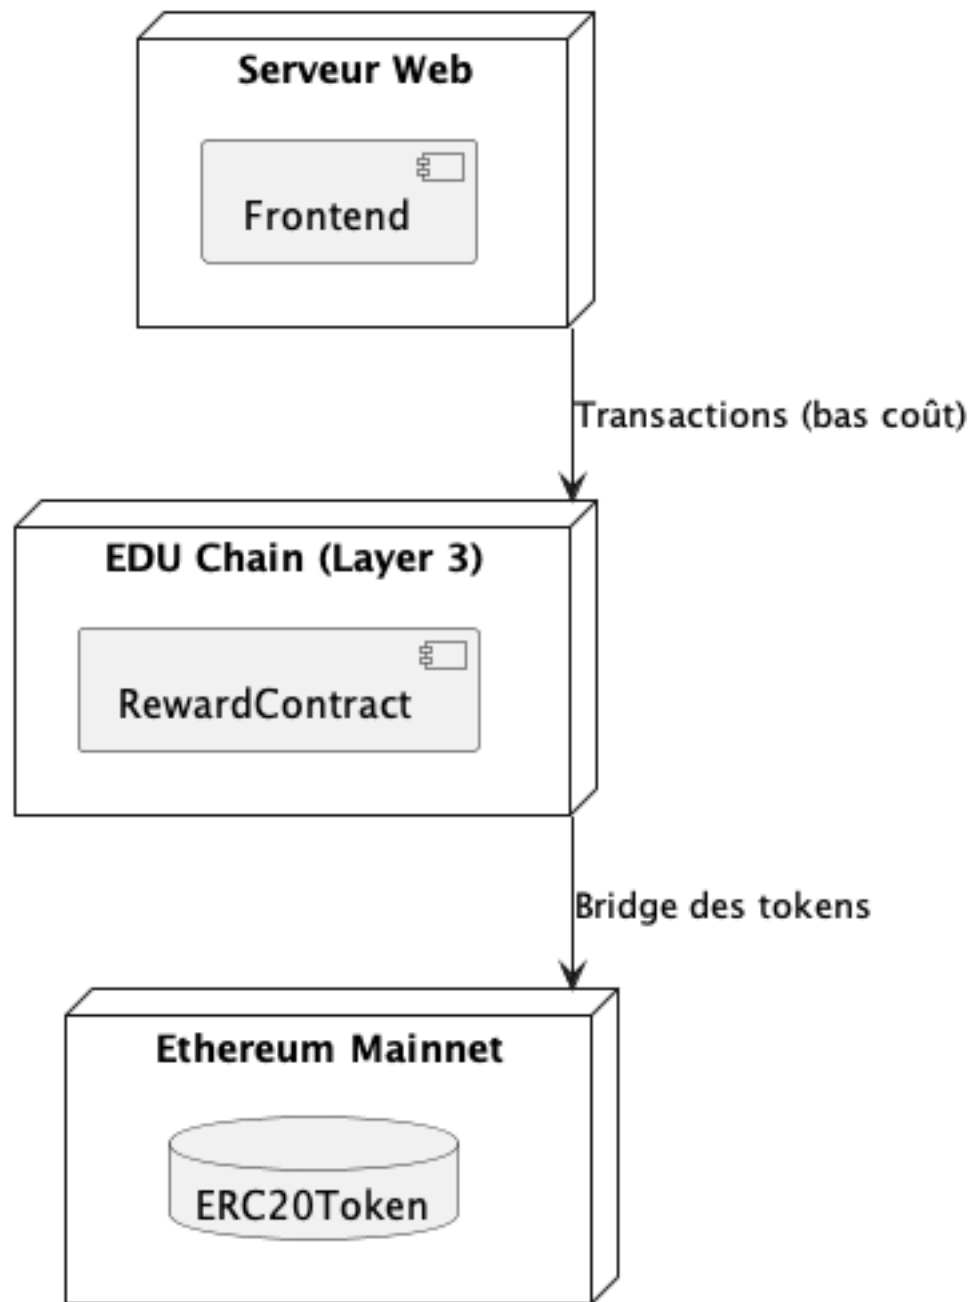 Serveur Web
Frontend
Transactions (bas coût)
EDU Chain (Layer 3)
RewardContract
Bridge des tokens
Ethereum Mainnet
ERC20Token